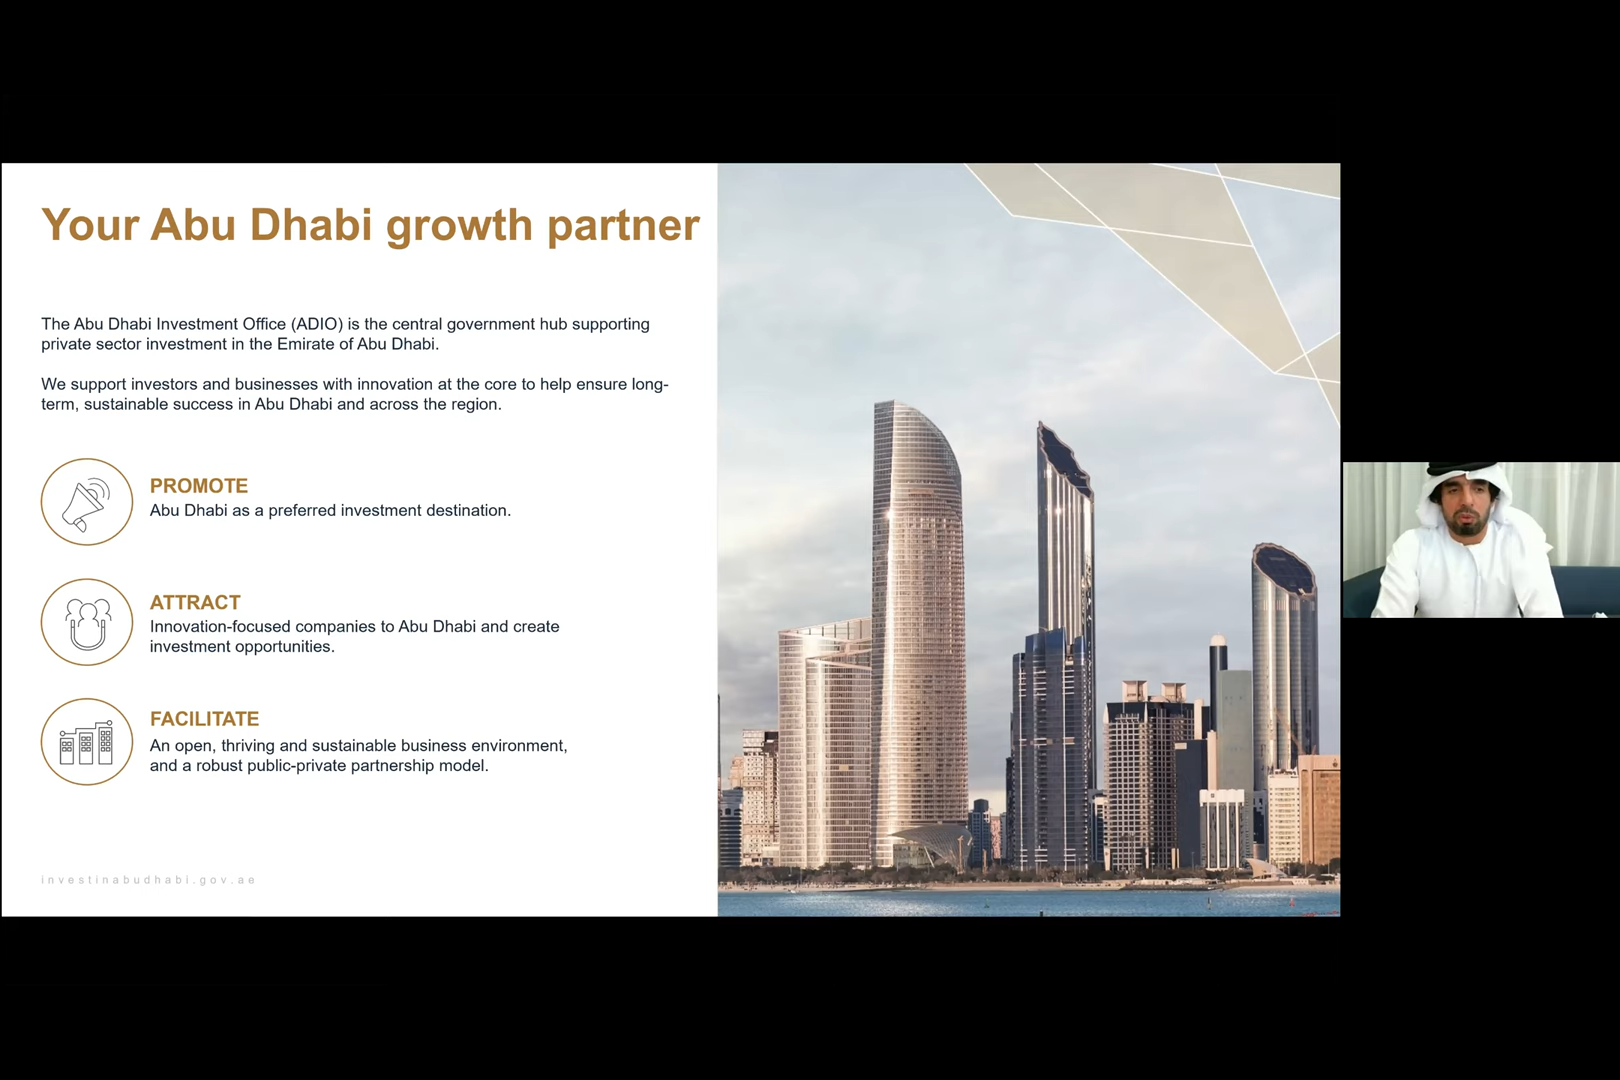 Your Abu Dhabi growth partner
The Abu Dhabi Investment Office (ADIO) is the central government hub supporting
private sector investment in the Emirate of Abu Dhabi.
We support investors and businesses with innovation at the core to help ensure long-
term, sustainable success in Abu Dhabi and across the region.
PROMOTE
Abu Dhabi as a preferred investment destination.
ATTRACT
Innovation-focused companies to Abu Dhabi and create
investment opportunities.
FACILITATE
An open, thriving and sustainable business environment,
and a robust public-private partnership model.
investinabudhabi.gov.ae